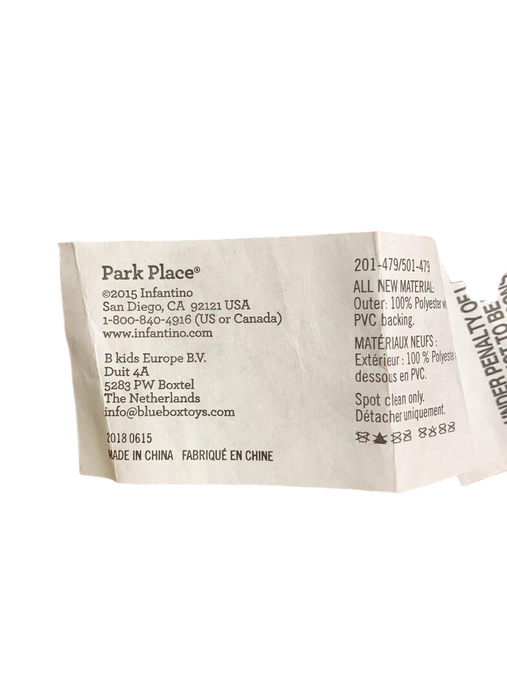 Park Place®
©2015 Infantino
San Diego, CA 92121 USA
1-800-840-4916 (US or Canada)
www.infantino.com
B kids Europe B.V.
Duit 4A
5283 PW Boxtel
The Netherlands
info@blueboxtoys.com
2018 0615
MADE IN CHINA FABRIQUÉ EN CHINE
201-479/501-479
ALL NEW MATERIAL:
Outer: 100% Polyester
PVC backing.
MATÉRIAUX NEUFS :
Extérieur : 100 % Polyester
dessous en PVC.
Spot clean only.
Détacher uniquement.
UNDER PENALTY OF
TO BE